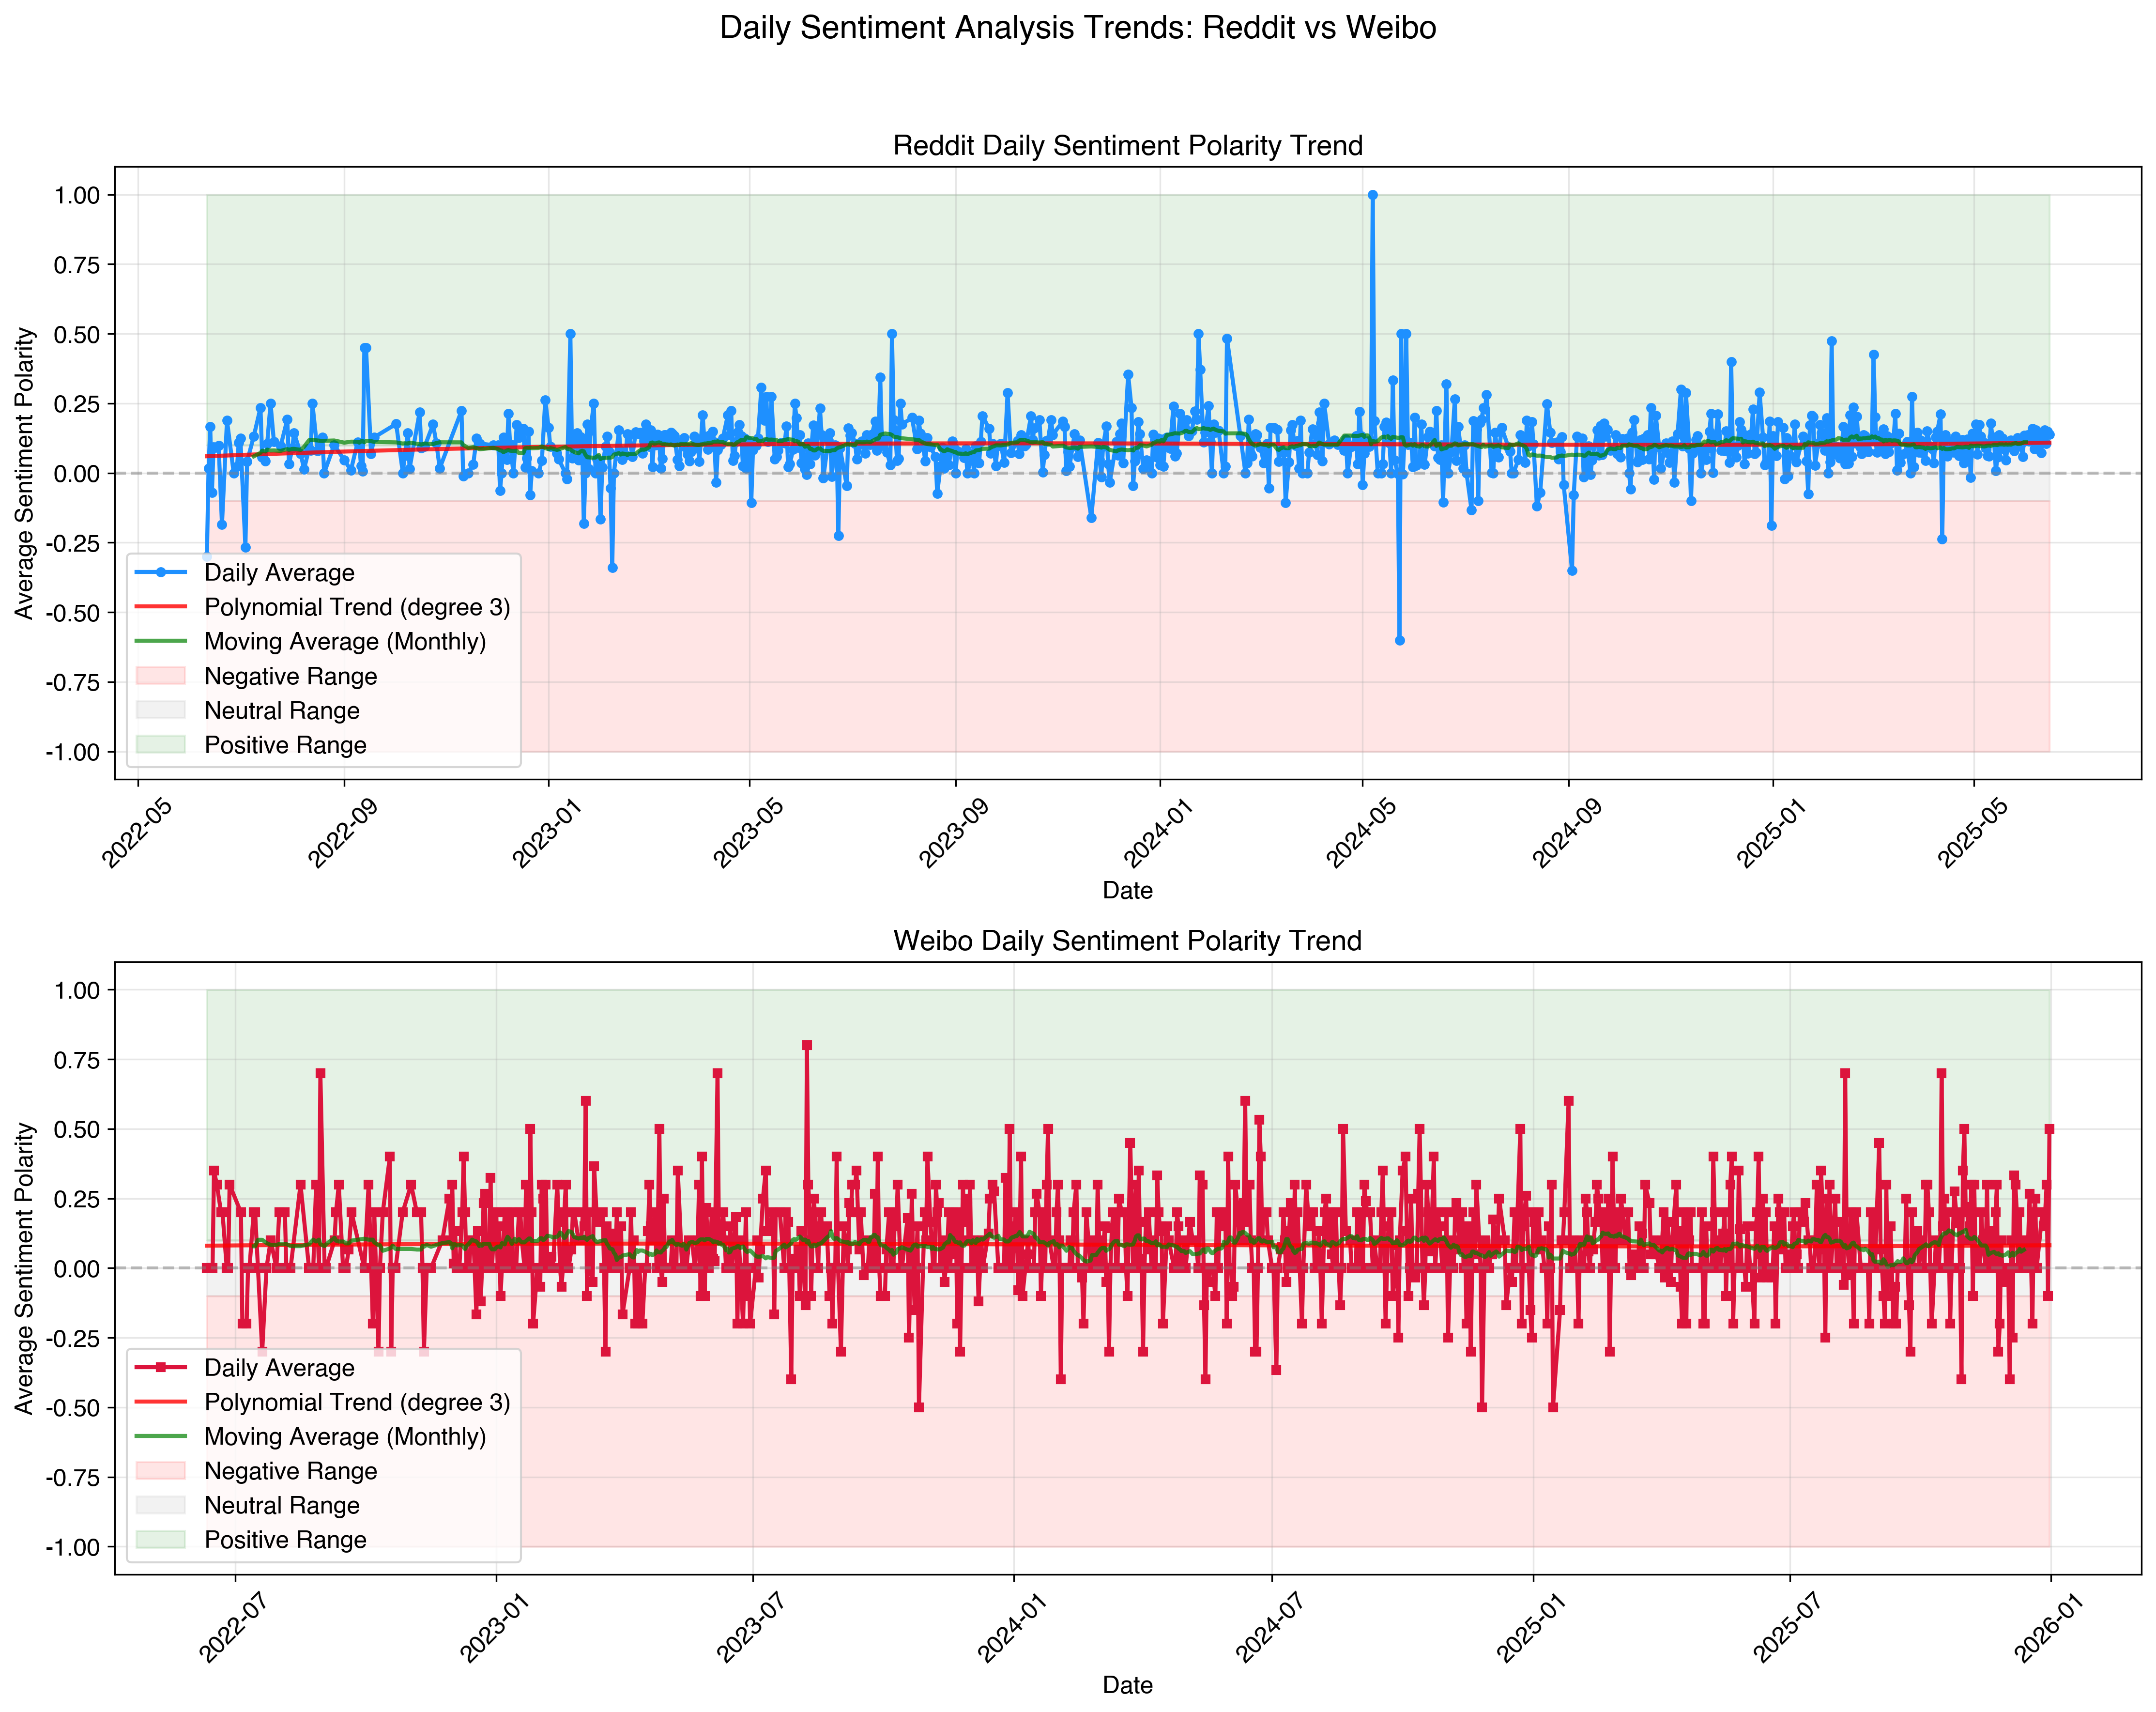 Daily Sentiment Analysis Trends: Reddit vs Weibo
Reddit Daily Sentiment Polarity Trend
Average Sentiment Polarity
1.00
0.75
0.50
0.25
0.00
-0.25
-0.50
-0.75
-1.00
Daily Average
Polynomial Trend (degree 3)
Moving Average (Monthly)
Negative Range
Neutral Range
Positive Range
2022-05
2022-09
2023-01
2023-05
2023-09
2024-01
2024-05
2024-09
2025-01
2025-05
Date
Weibo Daily Sentiment Polarity Trend
Average Sentiment Polarity
1.00
0.75
0.50
0.25
0.00
-0.25
-0.50
-0.75
-1.00
Daily Average
Polynomial Trend (degree 3)
Moving Average (Monthly)
Negative Range
Neutral Range
Positive Range
2022-07
2023-01
2023-07
2024-01
2024-07
2025-01
2025-07
2026-01
Date